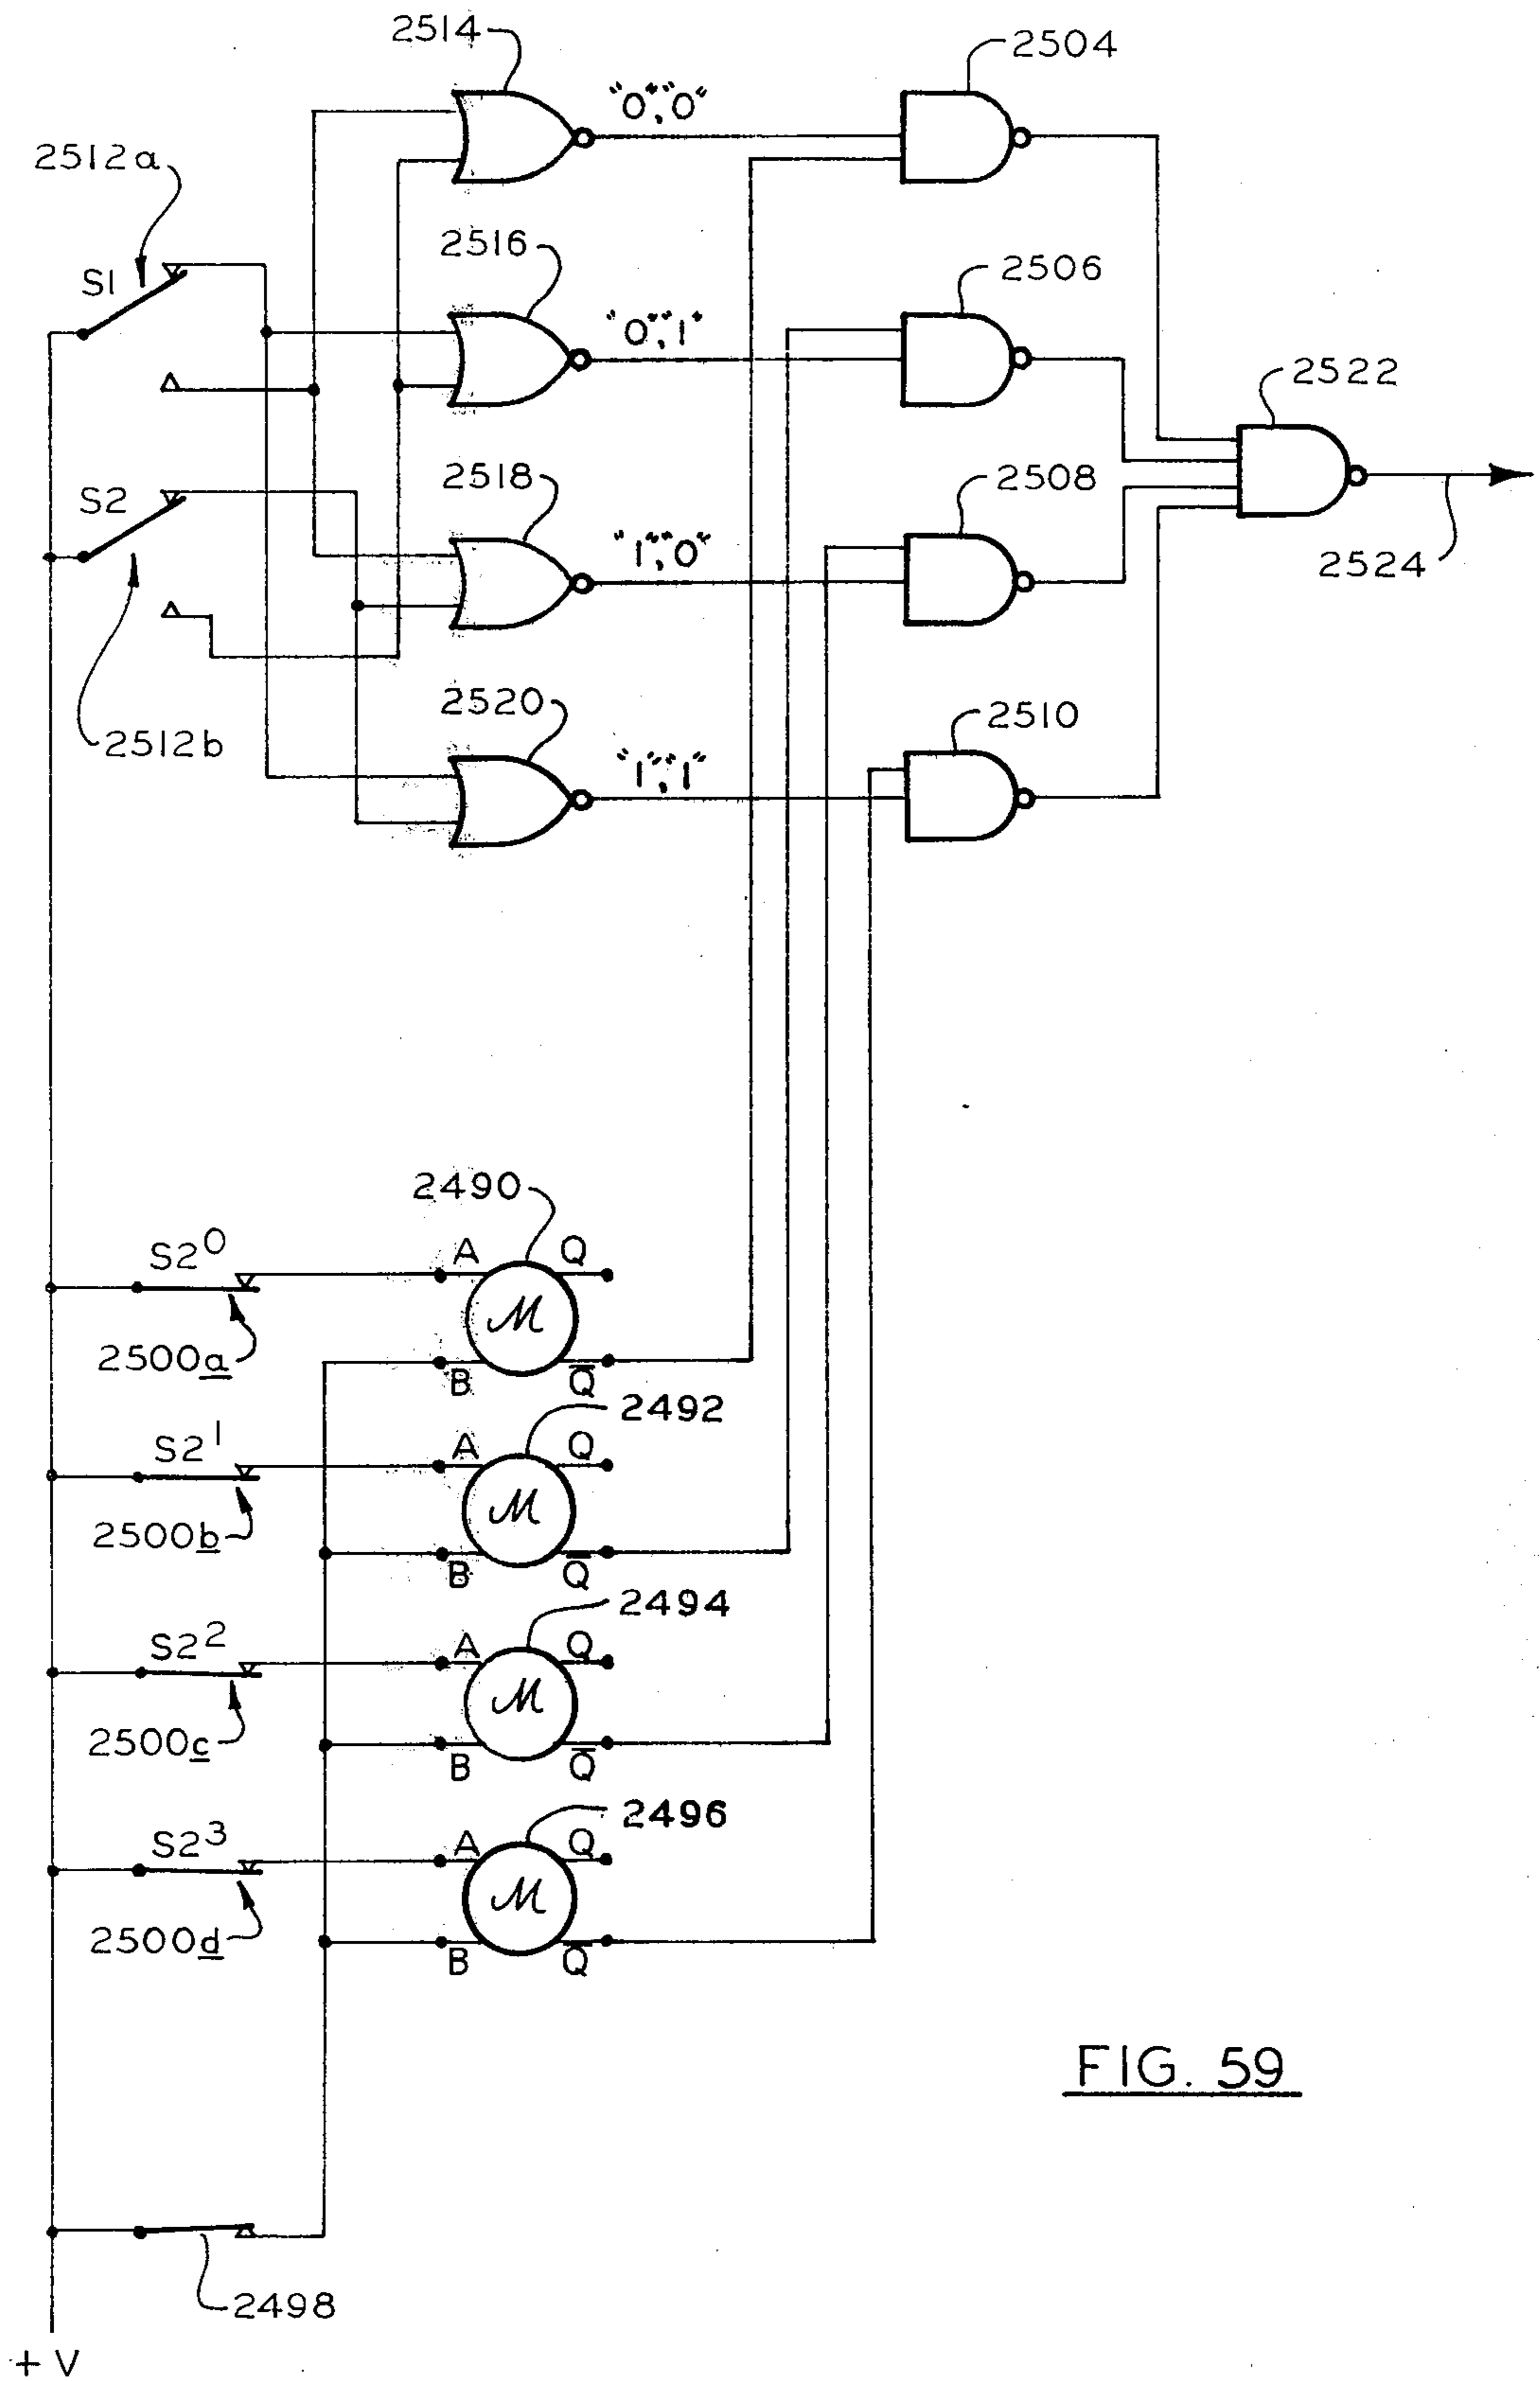 2514
2504
"0","0"
2512a
2516
2506
S1
"0","1"
2522
2518
2508
S2
"1","0"
2524
2520
2510
2512b
"1","1"
2490
S2⁰
A
Q
M
2500a
B
Q̅
2492
S2¹
A
Q
M
2500b
B
Q̅
2494
S2²
A
Q
M
2500c
B
Q̅
2496
S2³
A
Q
M
2500d
B
Q̅
FIG. 59
2498
+ V